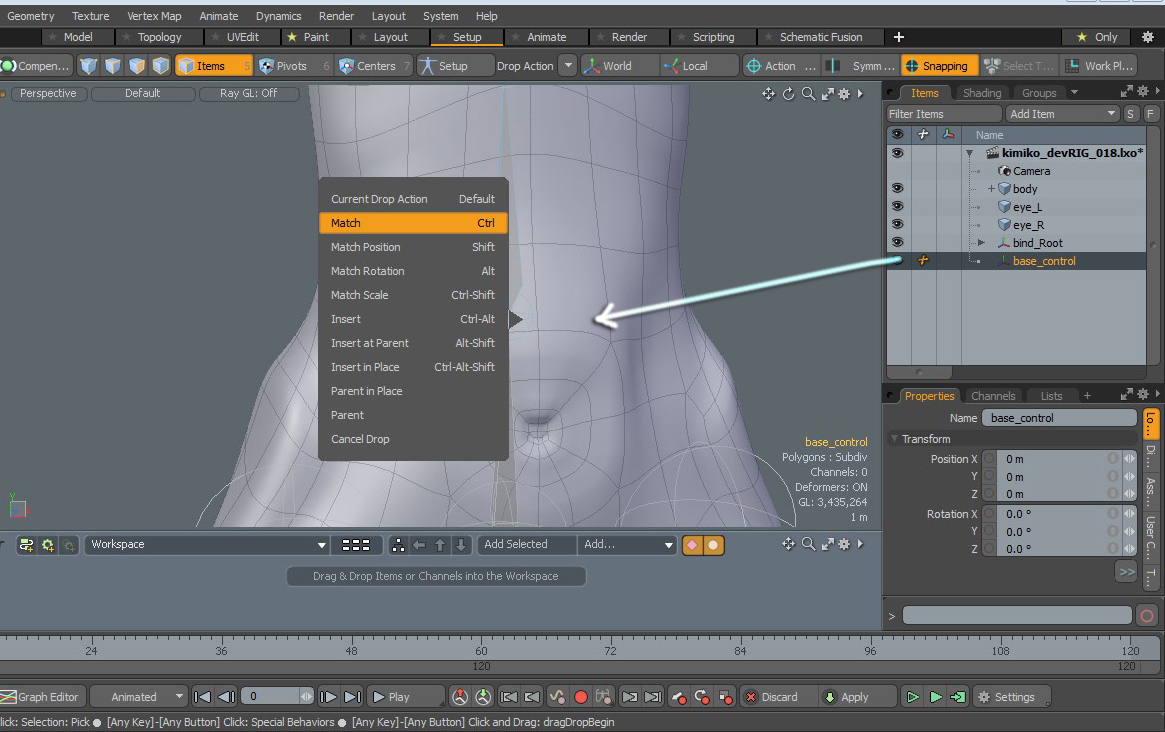 Geometry Texture Vertex Map Animate Dynamics Render Layout System Help
Model Topology UVEdit Paint Layout Setup Animate Render Scripting Schematic Fusion + Only
Compen... Items 5 Pivots 6 Centers 7 Setup Drop Action World Local Action ... Symm ... Snapping Select T... Work Pl...
Perspective Default Ray GL: Off
Items Shading Groups
Filter Items Add Item S F
Name
kimiko_devRIG_018.lxo*
Camera
body
eye_L
eye_R
bind_Root
base_control
Current Drop Action Default
Match Ctrl
Match Position Shift
Match Rotation Alt
Match Scale Ctrl-Shift
Insert Ctrl-Alt
Insert at Parent Alt-Shift
Insert in Place Ctrl-Alt-Shift
Parent in Place
Parent
Cancel Drop
base_control
Polygons : Subdiv
Channels: 0
Deformers: ON
GL: 3,435,264
1 m
Y
Properties Channels Lists +
Name base_control
Transform
Position X 0 m
Y 0 m
Z 0 m
Rotation X 0.0 °
Y 0.0 °
Z 0.0 °
>>
Lo...
Di ...
Ass...
User C...
T...
Workspace Add Selected Add...
Drag & Drop Items or Channels into the Workspace
>
24 36 48 60 72 84 96 108 120
120 120
Graph Editor Animated 0 Play Discard Apply Settings
lick: Selection: Pick ● [Any Key]-[Any Button] Click: Special Behaviors ● [Any Key]-[Any Button] Click and Drag: dragDropBegin